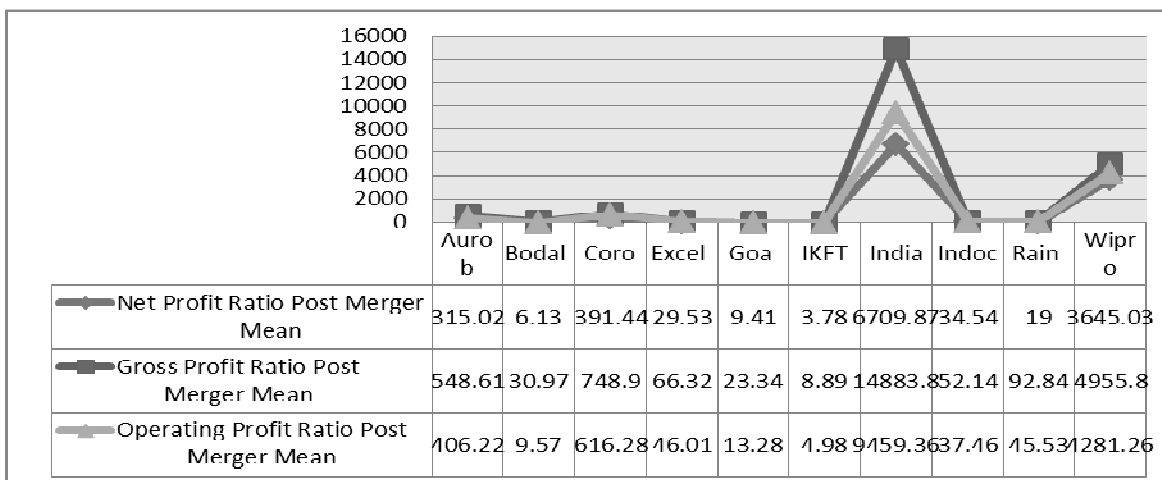 16000
14000
12000
10000
8000
6000
4000
2000
0
Aurob Bodal Coro Excel Goa IKFT India Indoc Rain Wipro
Net Profit Ratio Post Merger Mean 315.02 6.13 391.44 29.53 9.41 3.78 6709.87 34.54 19 3645.03
Gross Profit Ratio Post Merger Mean 548.61 30.97 748.9 66.32 23.34 8.89 14883.8 52.14 92.84 4955.8
Operating Profit Ratio Post Merger Mean 406.22 9.57 616.28 46.01 13.28 4.98 9459.36 37.46 45.53 4281.26